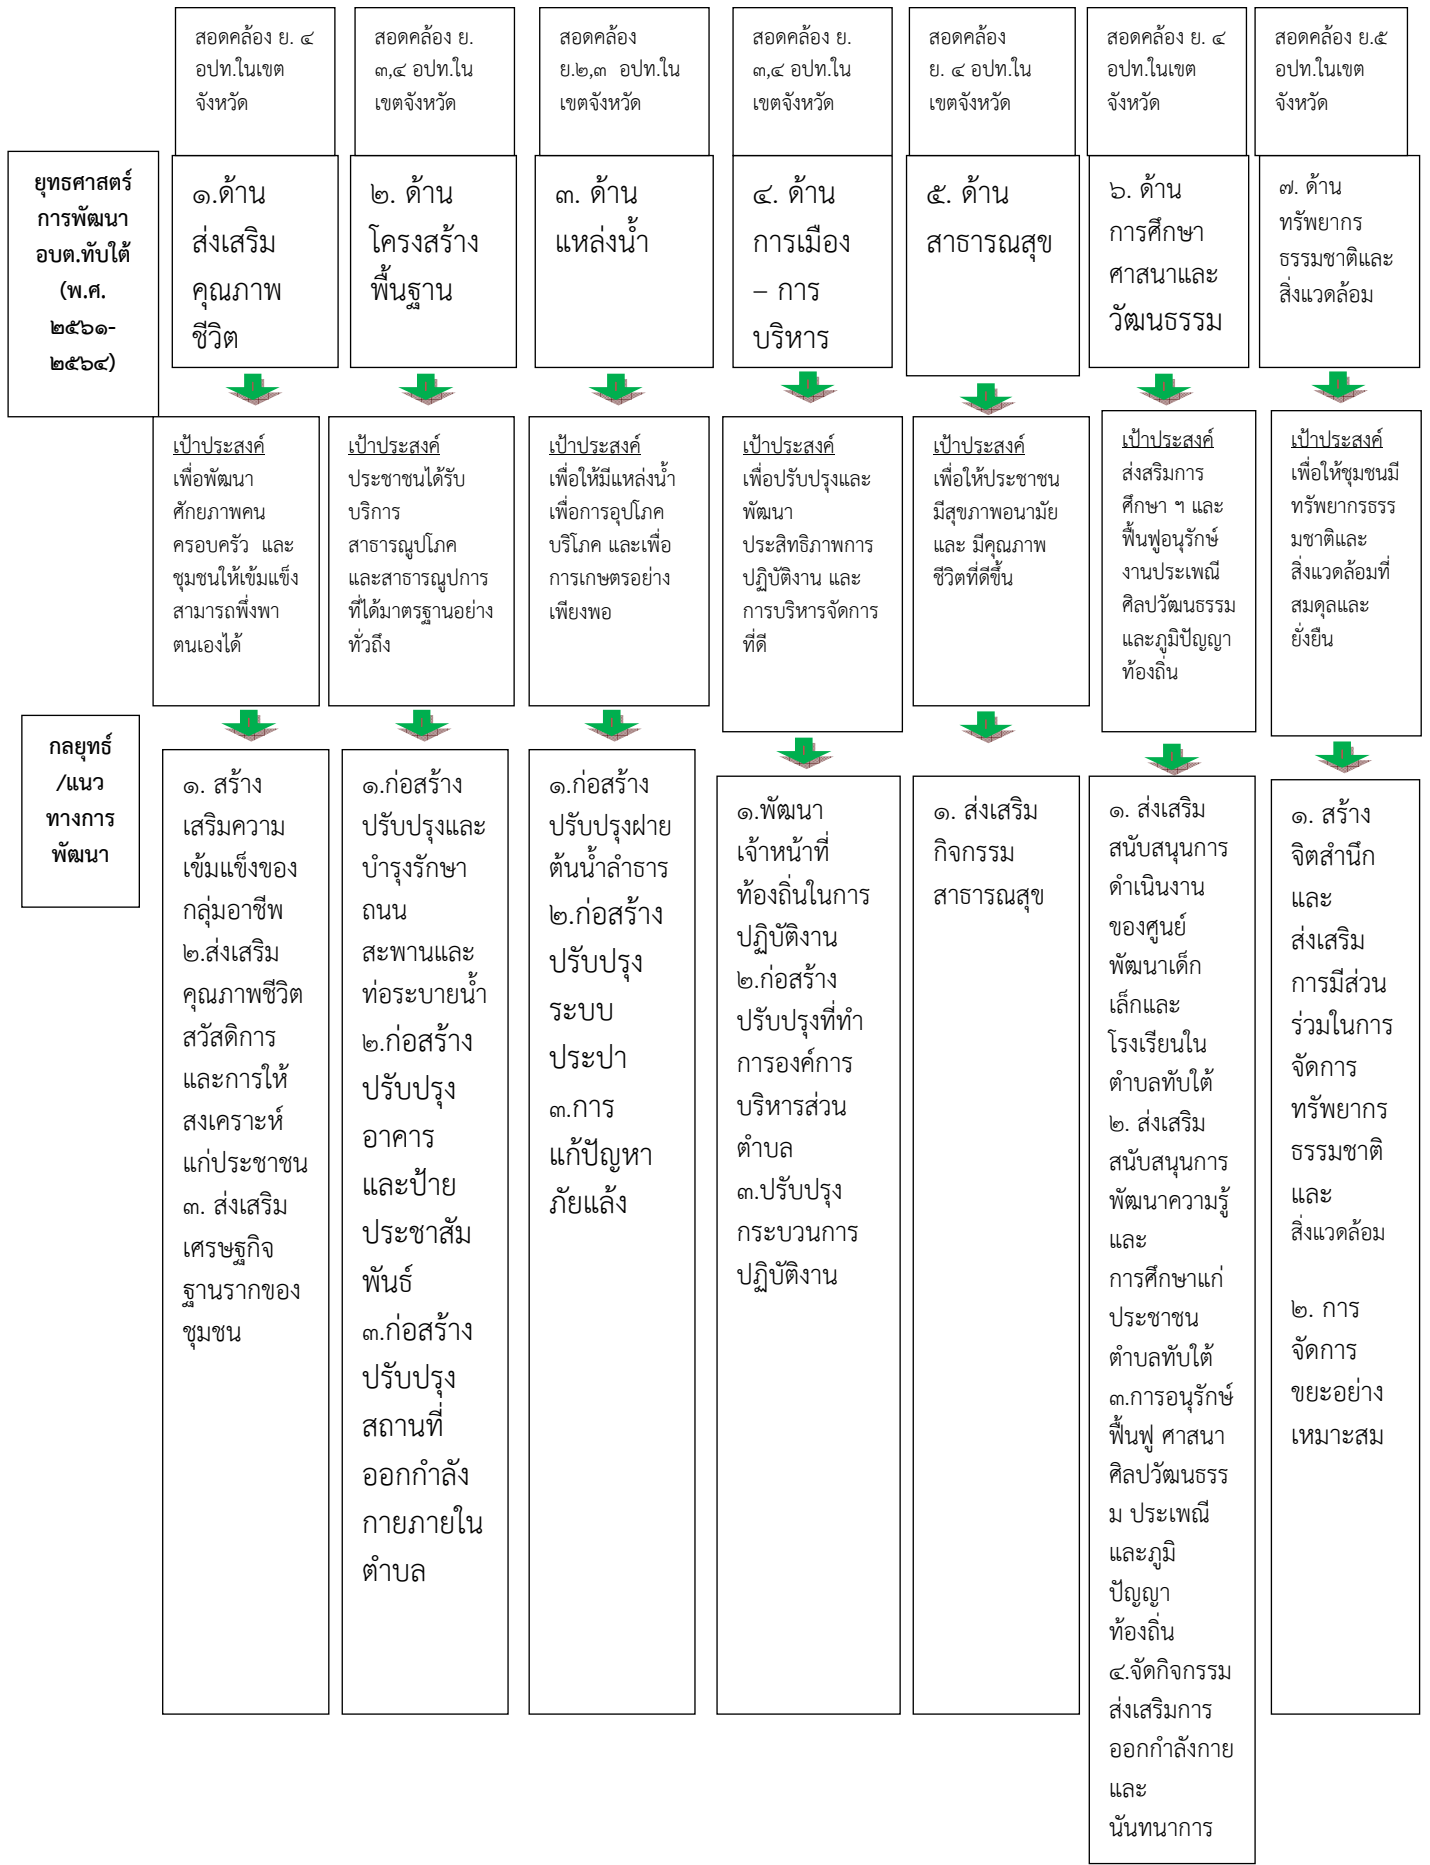 สอดคล้อง ย. ๔
อปท.ในเขต
จังหวัด
สอดคล้อง ย.
๓,๔ อปท.ใน
เขตจังหวัด
สอดคล้อง
ย.๒,๓ อปท.ใน
เขตจังหวัด
สอดคล้อง ย.
๓,๔ อปท.ใน
เขตจังหวัด
สอดคล้อง
ย. ๔ อปท.ใน
เขตจังหวัด
สอดคล้อง ย. ๔
อปท.ในเขต
จังหวัด
สอดคล้อง ย.๕
อปท.ในเขต
จังหวัด
ยุทธศาสตร์
การพัฒนา
อบต.ทับใต้
(พ.ศ.
๒๕๖๑-
๒๕๖๔)
๑.ด้าน
ส่งเสริม
คุณภาพ
ชีวิต
๒. ด้าน
โครงสร้าง
พื้นฐาน
๓. ด้าน
แหล่งน้ำ
๔. ด้าน
การเมือง
– การ
บริหาร
๕. ด้าน
สาธารณสุข
๖. ด้าน
การศึกษา
ศาสนาและ
วัฒนธรรม
๗. ด้าน
ทรัพยากร
ธรรมชาติและ
สิ่งแวดล้อม
เป้าประสงค์
เพื่อพัฒนา
ศักยภาพคน
ครอบครัว และ
ชุมชนให้เข้มแข็ง
สามารถพึ่งพา
ตนเองได้
เป้าประสงค์
ประชาชนได้รับ
บริการ
สาธารณูปโภค
และสาธารณูปการ
ที่ได้มาตรฐานอย่าง
ทั่วถึง
เป้าประสงค์
เพื่อให้มีแหล่งน้ำ
เพื่อการอุปโภค
บริโภค และเพื่อ
การเกษตรอย่าง
เพียงพอ
เป้าประสงค์
เพื่อปรับปรุงและ
พัฒนา
ประสิทธิภาพการ
ปฏิบัติงาน และ
การบริหารจัดการ
ที่ดี
เป้าประสงค์
เพื่อให้ประชาชน
มีสุขภาพอนามัย
และ มีคุณภาพ
ชีวิตที่ดีขึ้น
เป้าประสงค์
ส่งสริมการ
ศึกษา ฯ และ
ฟื้นฟูอนุรักษ์
งานประเพณี
ศิลปวัฒนธรรม
และภูมิปัญญา
ท้องถิ่น
เป้าประสงค์
เพื่อให้ชุมชนมี
ทรัพยากรธรร
มชาติและ
สิ่งแวดล้อมที่
สมดุลและ
ยั่งยืน
กลยุทธ์
/แนว
ทางการ
พัฒนา
๑. สร้าง
เสริมความ
เข้มแข็งของ
กลุ่มอาชีพ
๒.ส่งเสริม
คุณภาพชีวิต
สวัสดิการ
และการให้
สงเคราะห์
แก่ประชาชน
๓. ส่งเสริม
เศรษฐกิจ
ฐานรากของ
ชุมชน
๑.ก่อสร้าง
ปรับปรุงและ
บำรุงรักษา
ถนน
สะพานและ
ท่อระบายน้ำ
๒.ก่อสร้าง
ปรับปรุง
อาคาร
และป้าย
ประชาสัม
พันธ์
๓.ก่อสร้าง
ปรับปรุง
สถานที่
ออกกำลัง
กายภายใน
ตำบล
๑.ก่อสร้าง
ปรับปรุงฝาย
ต้นน้ำลำธาร
๒.ก่อสร้าง
ปรับปรุง
ระบบ
ประปา
๓.การ
แก้ปัญหา
ภัยแล้ง
๑.พัฒนา
เจ้าหน้าที่
ท้องถิ่นในการ
ปฏิบัติงาน
๒.ก่อสร้าง
ปรับปรุงที่ทำ
การองค์การ
บริหารส่วน
ตำบล
๓.ปรับปรุง
กระบวนการ
ปฏิบัติงาน
๑. ส่งเสริม
กิจกรรม
สาธารณสุข
๑. ส่งเสริม
สนับสนุนการ
ดำเนินงาน
ของศูนย์
พัฒนาเด็ก
เล็กและ
โรงเรียนใน
ตำบลทับใต้
๒. ส่งเสริม
สนับสนุนการ
พัฒนาความรู้
และ
การศึกษาแก่
ประชาชน
ตำบลทับใต้
๓.การอนุรักษ์
ฟื้นฟู ศาสนา
ศิลปวัฒนธรร
ม ประเพณี
และภูมิ
ปัญญา
ท้องถิ่น
๔.จัดกิจกรรม
ส่งเสริมการ
ออกกำลังกาย
และ
นันทนาการ
๑. สร้าง
จิตสำนึก
และ
ส่งเสริม
การมีส่วน
ร่วมในการ
จัดการ
ทรัพยากร
ธรรมชาติ
และ
สิ่งแวดล้อม
๒. การ
จัดการ
ขยะอย่าง
เหมาะสม